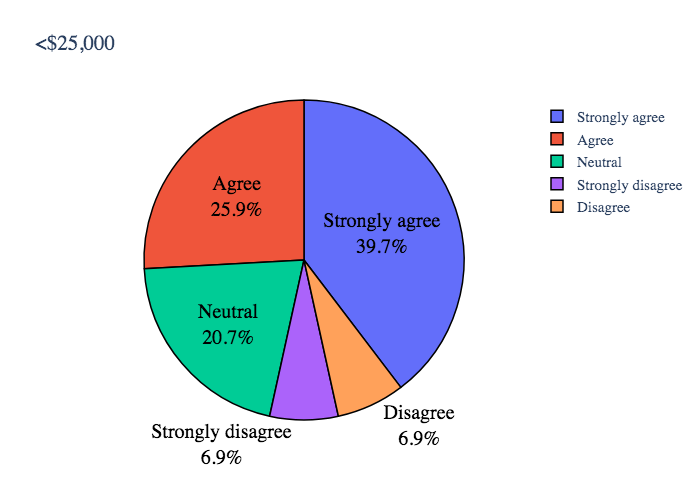 <$25,000
Strongly agree
Agree
Neutral
Strongly disagree
Disagree
Agree
25.9%
Strongly agree
39.7%
Neutral
20.7%
Disagree
6.9%
Strongly disagree
6.9%